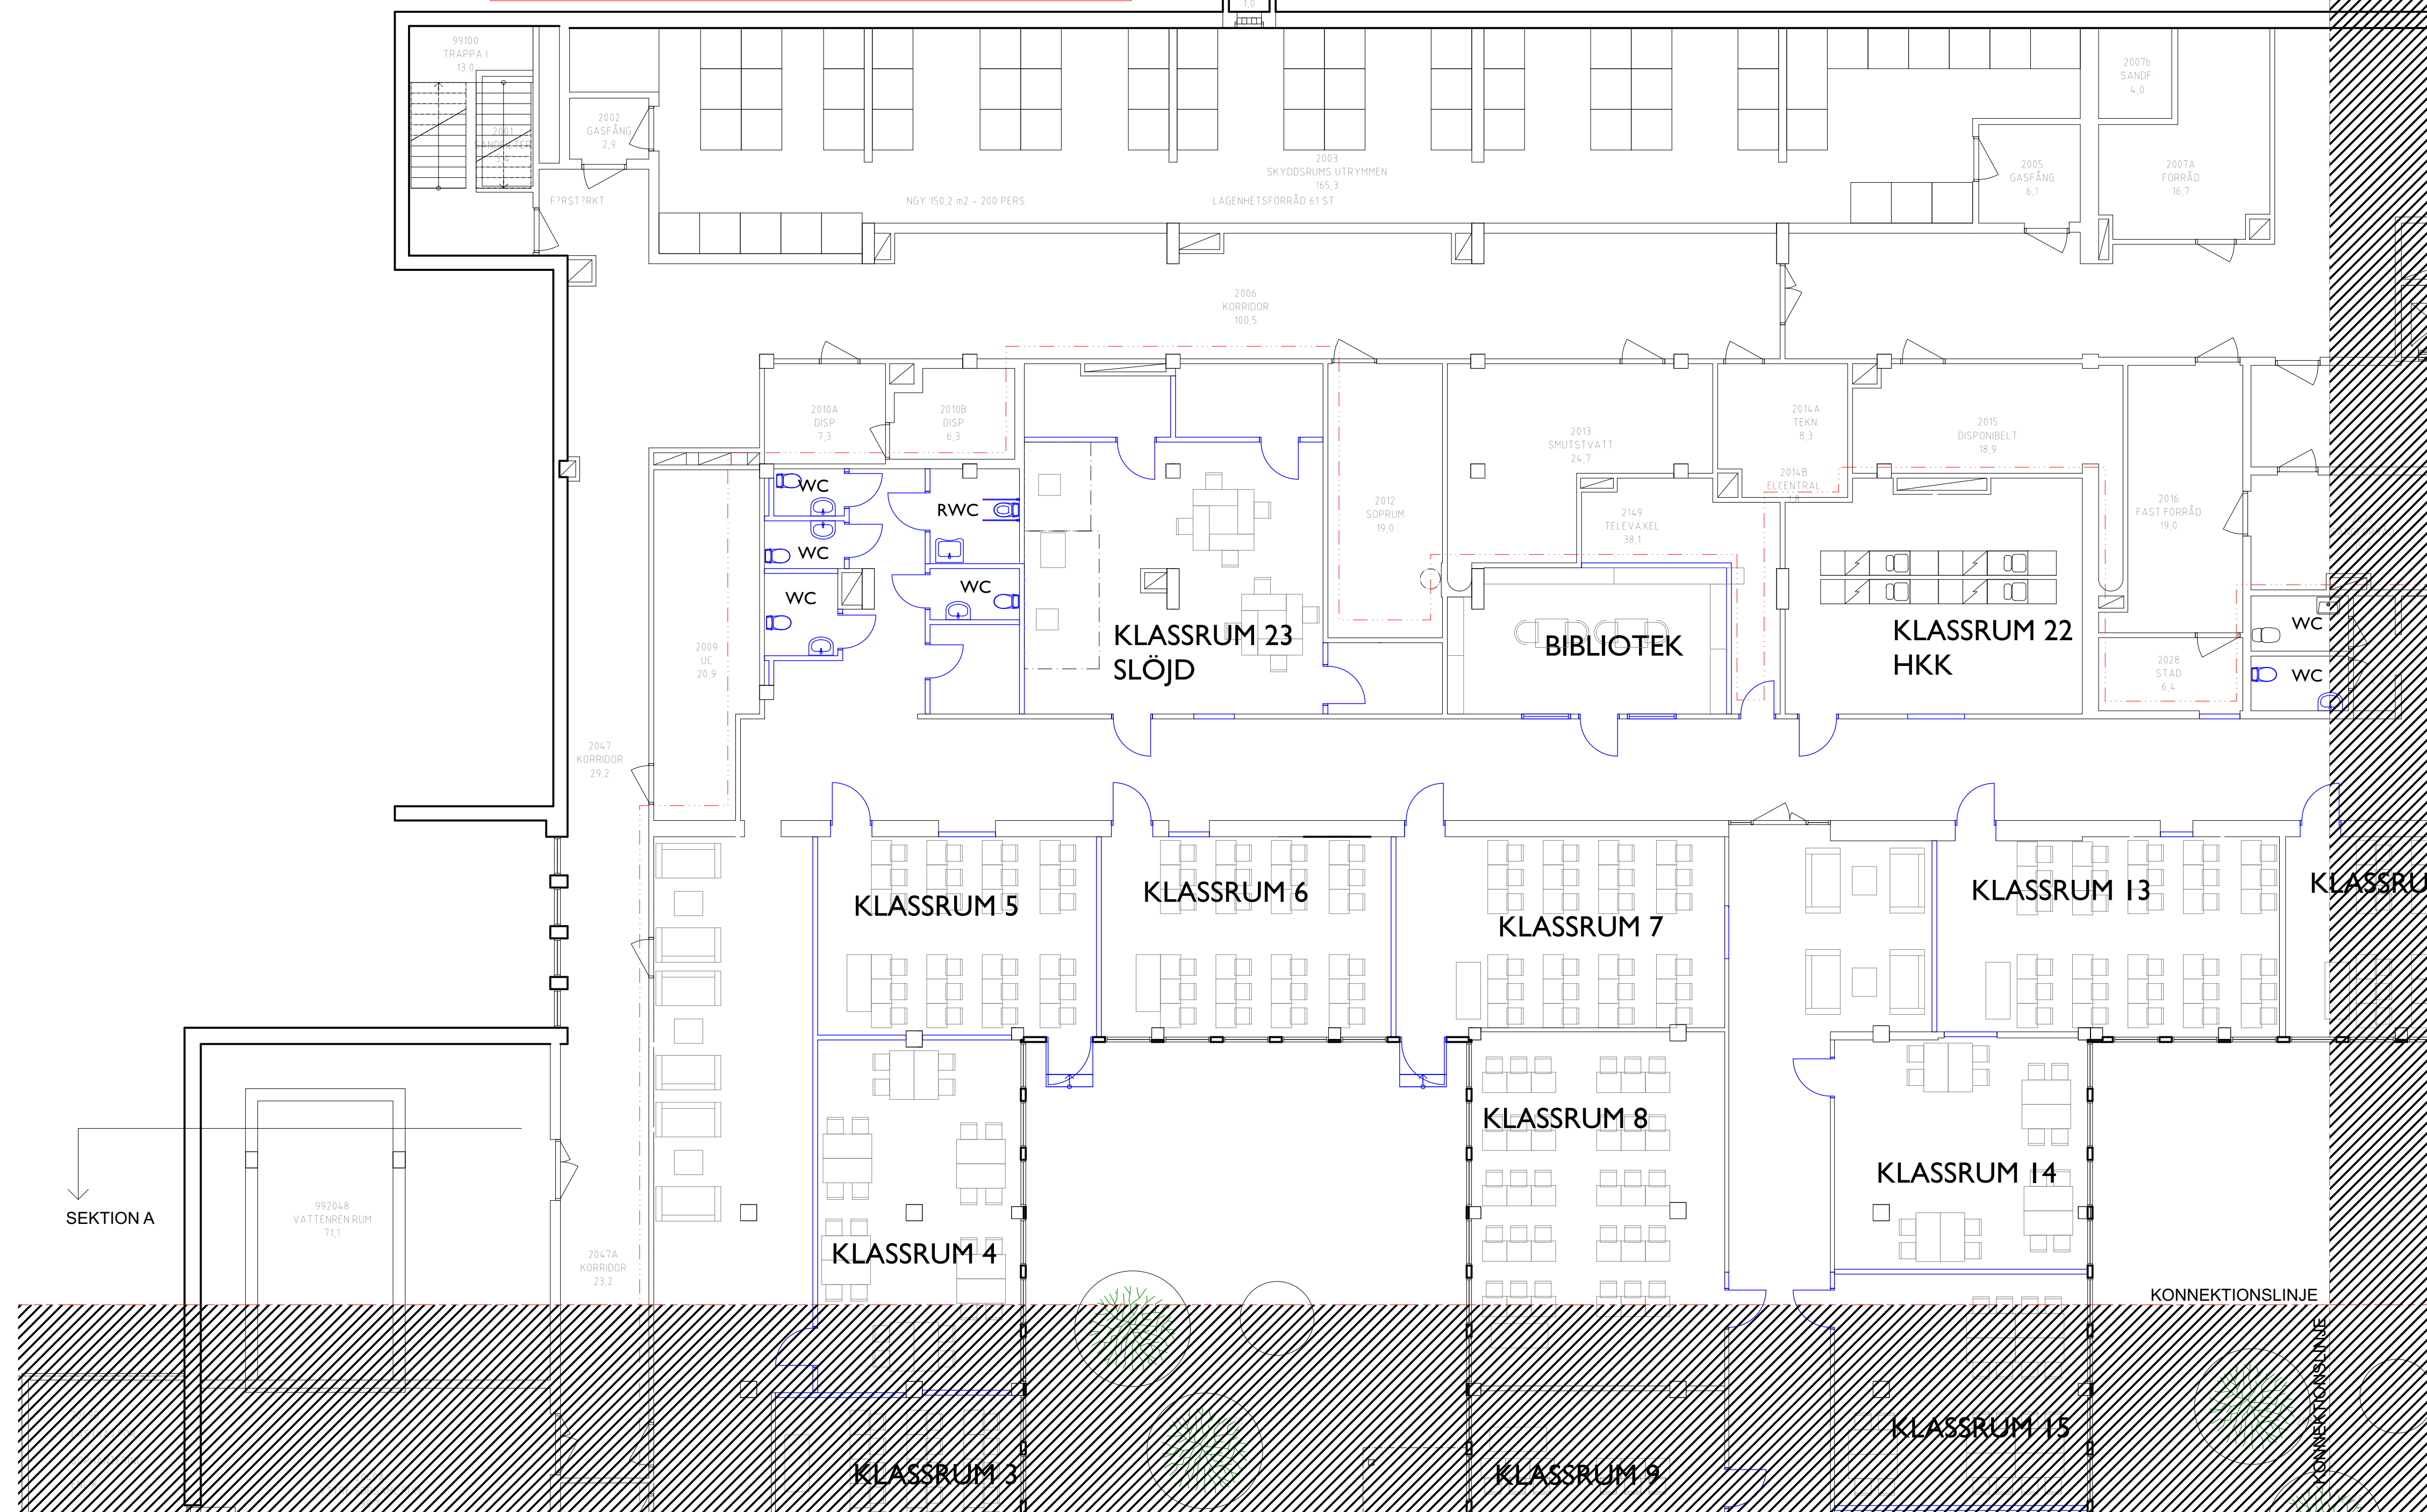 1,0
99100
TRAPPA I
13,0
2001
2002
GASFÅNG
2,9
F?RST?RKT
NGY 150,2 m2 - 200 PERS
2003
SKYDDSRUMS UTRYMMEN
165,3
LAGENHETSFORRÅD 61 ST
2005
GASFÅNG
6,1
2007b
SANDF
4,0
2007A
FORRÅD
16,7
2006
KORRIDOR
100,5
2010A
DISP
7,3
2010B
DISP
6,3
2012
SOPRUM
19,0
2013
SMUTSTVATT
24,7
2149
TELEVAXEL
38,1
2014A
TEKN
8,3
2014B
ELCENTRAL
2015
DISPONIBELT
18,9
2016
FAST.FORRÅD
19,0
2028
STAD
6,4
WC
WC
WC
RWC
WC
WC
WC
2009
UC
20,9
KLASSRUM 23
SLÖJD
BIBLIOTEK
KLASSRUM 22
HKK
2047
KORRIDOR
29,2
KLASSRUM 5
KLASSRUM 6
KLASSRUM 7
KLASSRUM 13
KLASSRU
KLASSRUM 8
KLASSRUM 14
KLASSRUM 4
SEKTION A
992048
VATTENREN.RUM
71,1
2047A
KORRIDOR
23,2
KONNEKTIONSLINJE
KONNEKTIONSLINJE
KLASSRUM 3
KLASSRUM 9
KLASSRUM 15